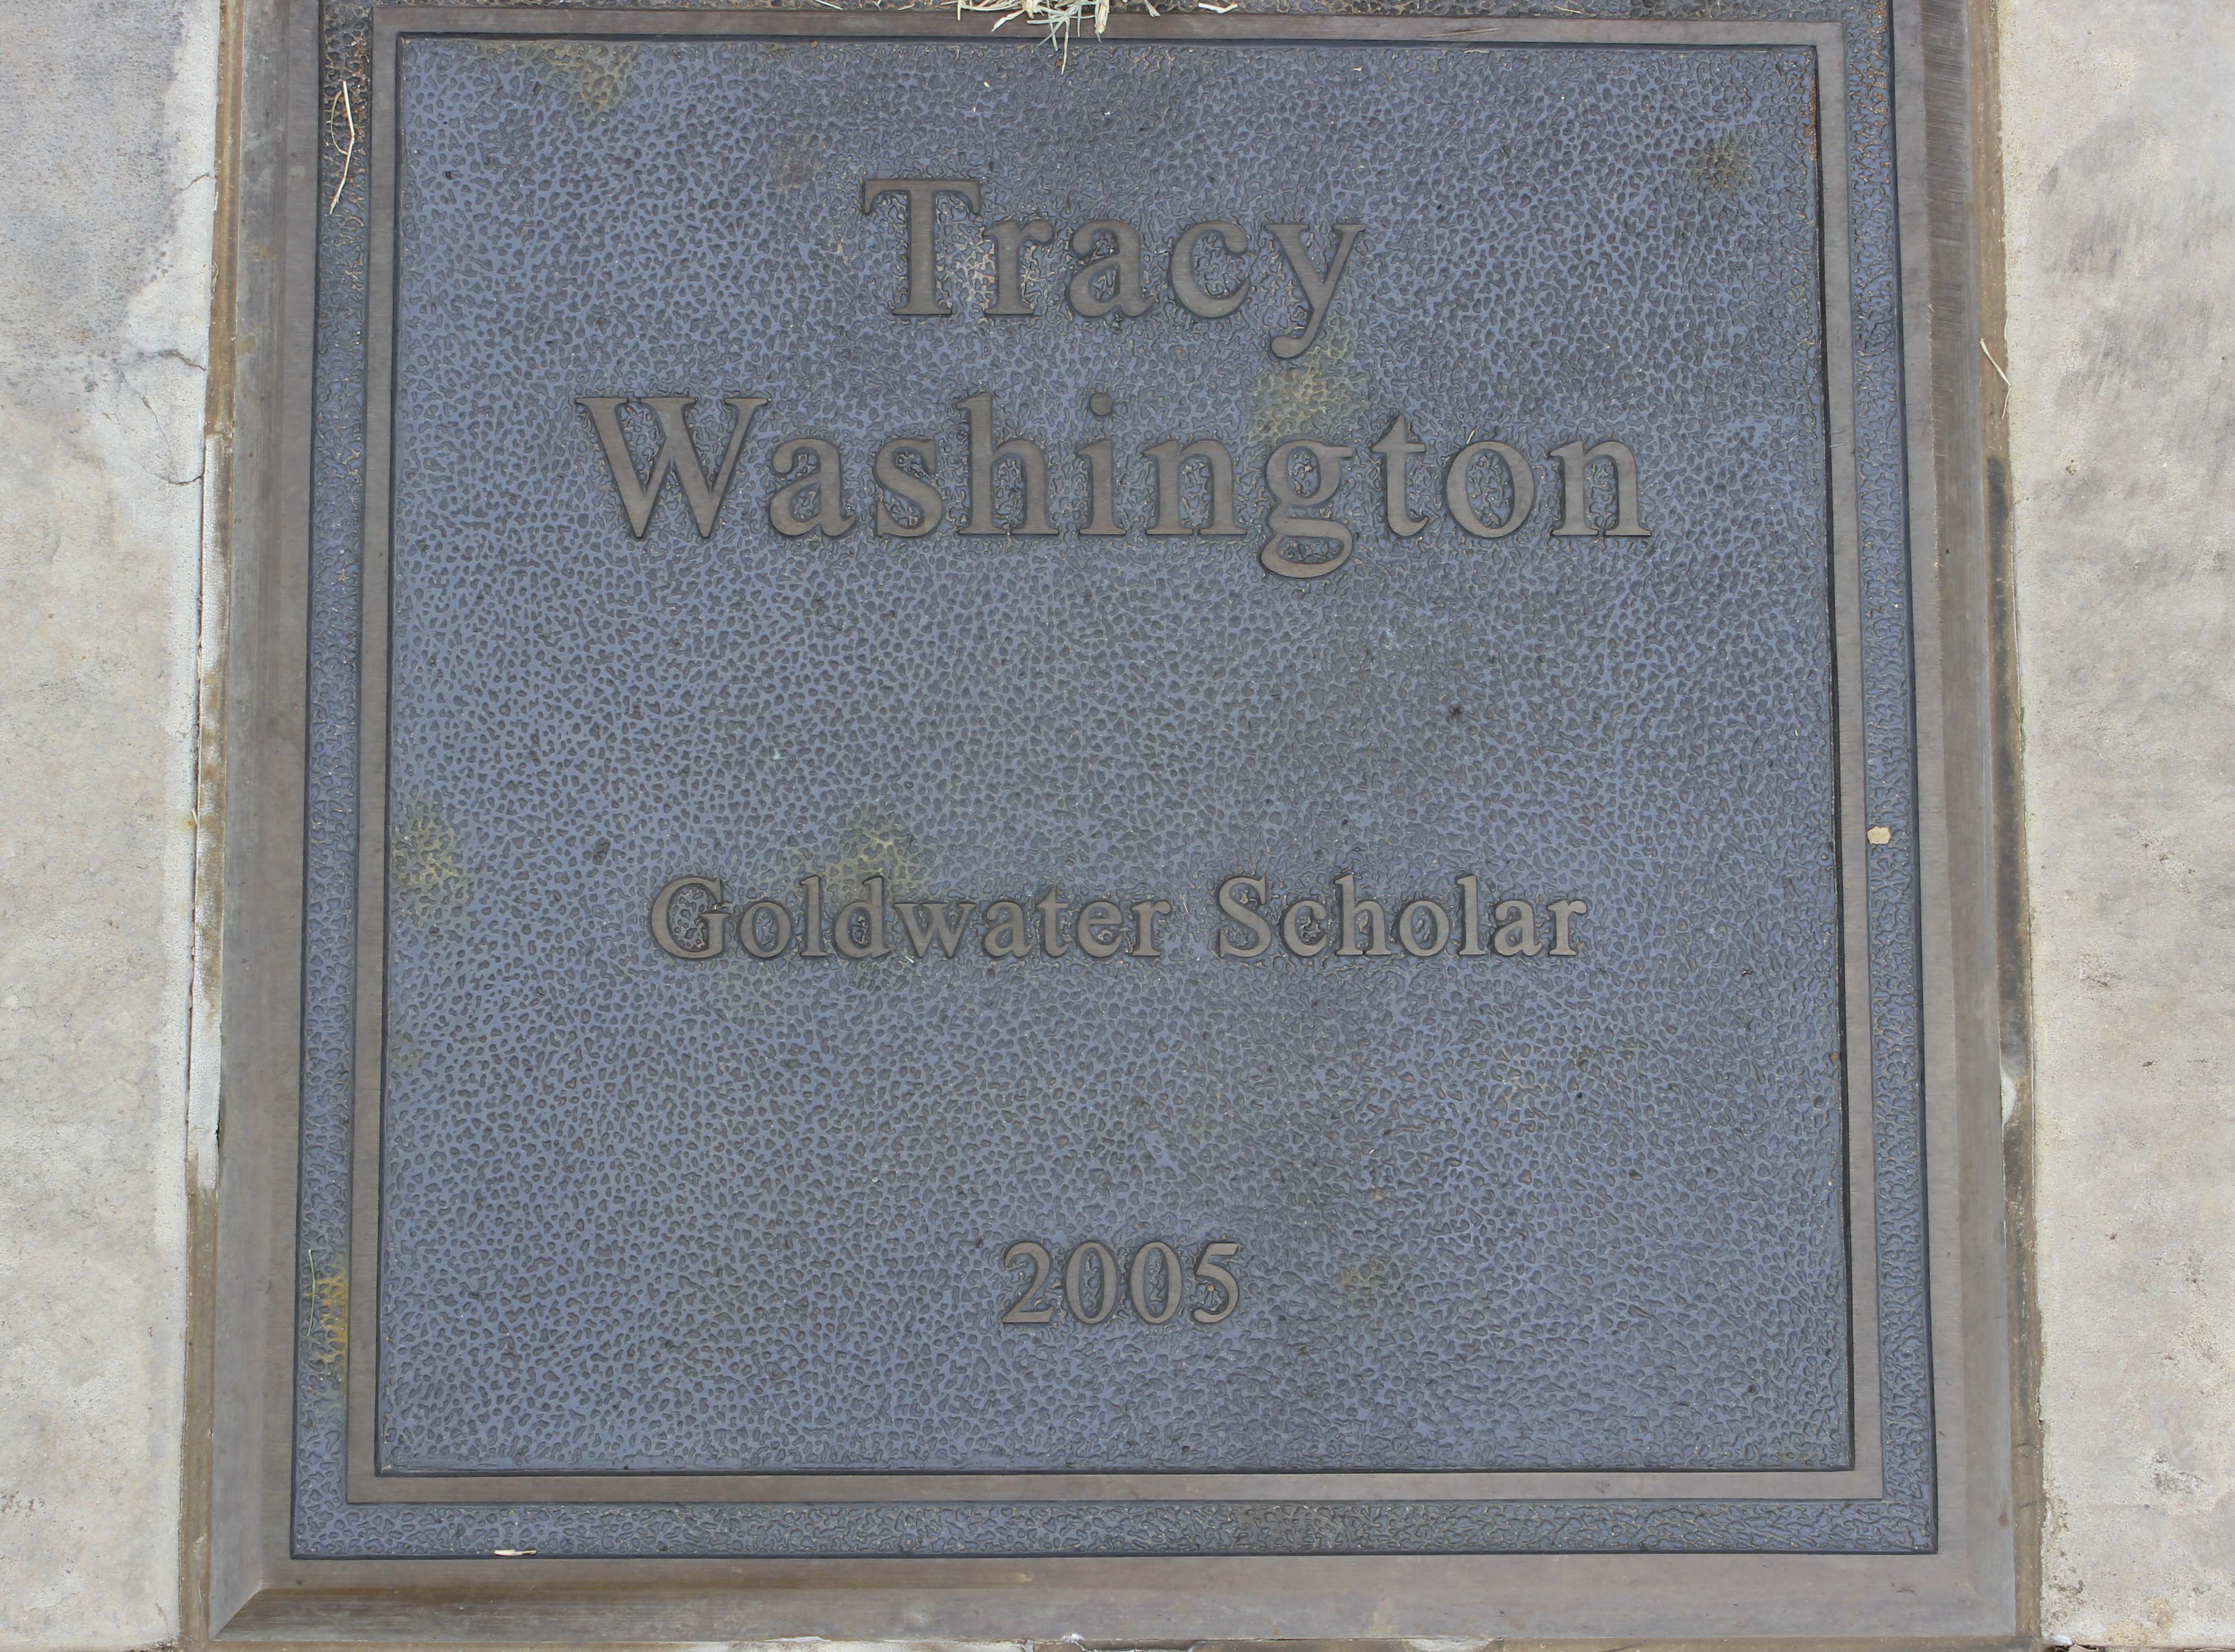 Tracy
Washington
Goldwater Scholar
2005